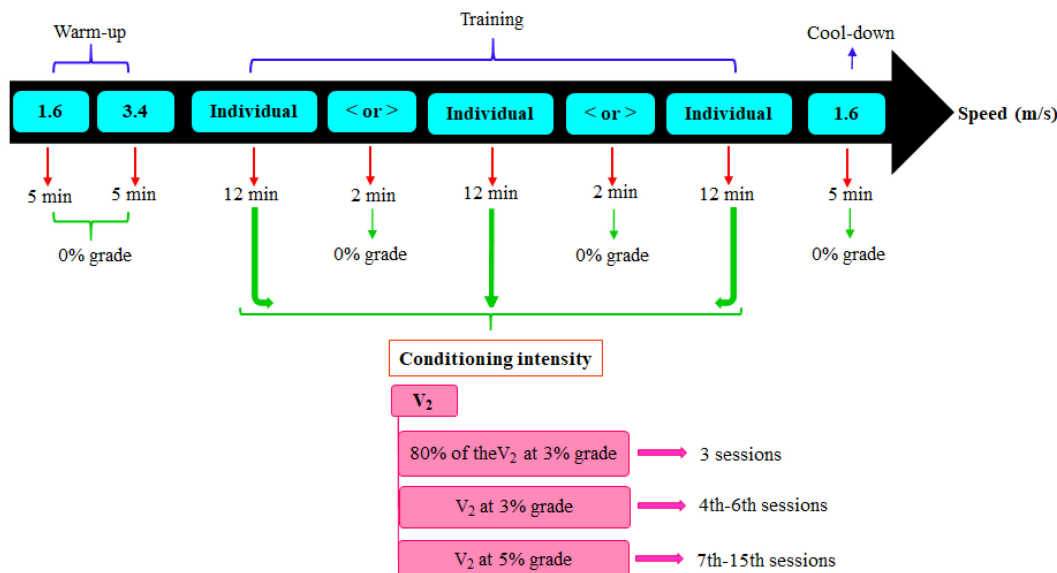 Warm-up
Training
Cool-down
1.6
3.4
Individual
< or >
Individual
< or >
Individual
1.6
Speed (m/s)
5 min
5 min
12 min
2 min
12 min
2 min
12 min
5 min
0% grade
0% grade
0% grade
0% grade
Conditioning intensity
V₂
80% of theV₂ at 3% grade
3 sessions
V₂ at 3% grade
4th-6th sessions
V₂ at 5% grade
7th-15th sessions